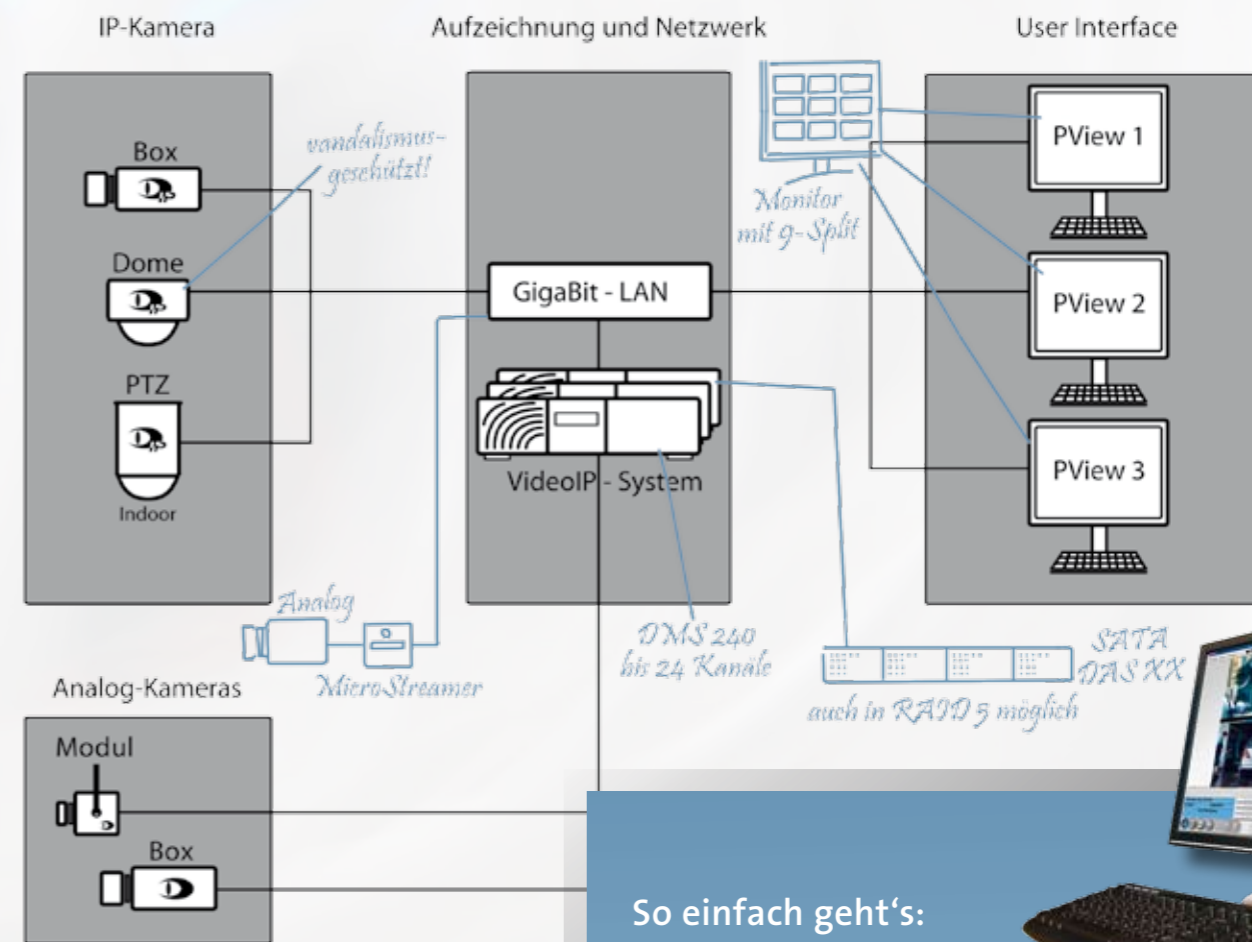 IP-Kamera
Aufzeichnung und Netzwerk
User Interface
Box
vandalismus-
geschützt!
Dome
PTZ
Indoor
GigaBit - LAN
VideoIP - System
Monitor
mit 9-Split
PView 1
PView 2
PView 3
Analog
MicroStreamer
DMS 240
bis 24 Kanäle
SATA
DAS XX
auch in RAID 5 möglich
Analog-Kameras
Modul
Box
So einfach geht‘s: